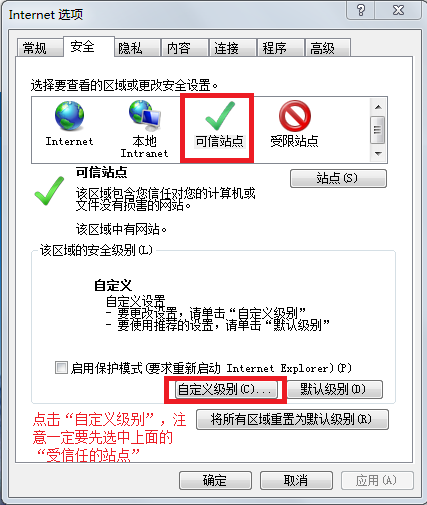 Internet 选项
常规 安全 隐私 内容 连接 程序 高级
选择要查看的区域或更改安全设置。
Internet
本地
Intranet
可信站点
受限站点
可信站点
该区域包含您信任对您的计算机或
文件没有损害的网站。
该区域中有网站。
站点(S)
该区域的安全级别(L)
自定义
自定义设置
- 要更改设置，请单击“自定义级别”
- 要使用推荐的设置，请单击“默认级别”
启用保护模式(要求重新启动 Internet Explorer)(P)
自定义级别(C)... 默认级别(D)
将所有区域重置为默认级别(R)
点击“自定义级别”，注
意一定要先选中上面的
“受信任的站点”
确定 取消 应用(A)